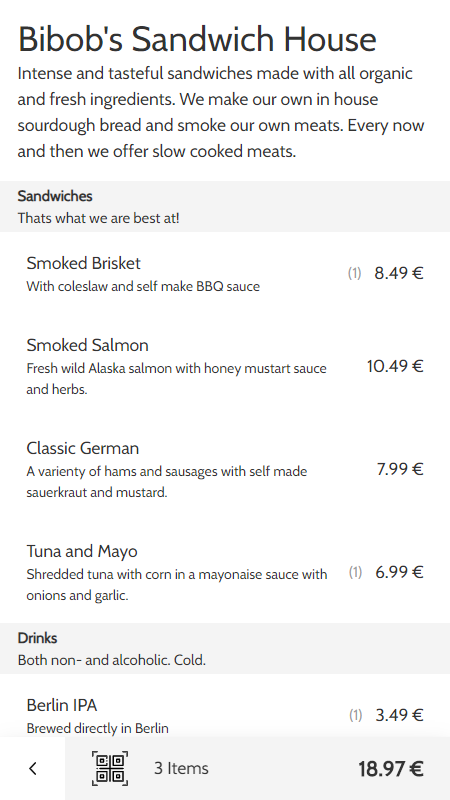 Bibob's Sandwich House
Intense and tasteful sandwiches made with all organic
and fresh ingredients. We make our own in house
sourdough bread and smoke our own meats. Every now
and then we offer slow cooked meats.
Sandwiches
Thats what we are best at!
Smoked Brisket
(1) 8.49 €
With coleslaw and self make BBQ sauce
Smoked Salmon
10.49 €
Fresh wild Alaska salmon with honey mustart sauce
and herbs.
Classic German
7.99 €
A varienty of hams and sausages with self made
sauerkraut and mustard.
Tuna and Mayo
(1) 6.99 €
Shredded tuna with corn in a mayonaise sauce with
onions and garlic.
Drinks
Both non- and alcoholic. Cold.
Berlin IPA
(1) 3.49 €
Brewed directly in Berlin
3 Items 18.97 €